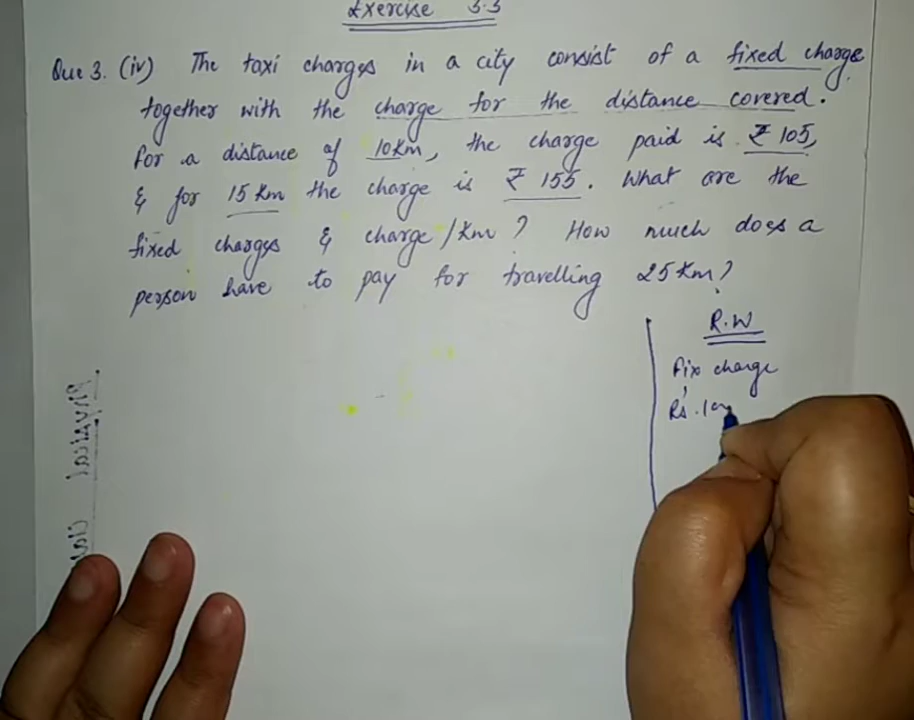 Exercise 3.3
Que 3. (iv) The taxi charges in a city consist of a fixed charge
together with the charge for the distance covered.
For a distance of 10Km, the charge paid is ₹ 105,
& for 15 Km the charge is ₹ 155. What are the
fixed charges & charge/Km? How much does a
person have to pay for travelling 25Km?
R.W
Fix charge
Rs.